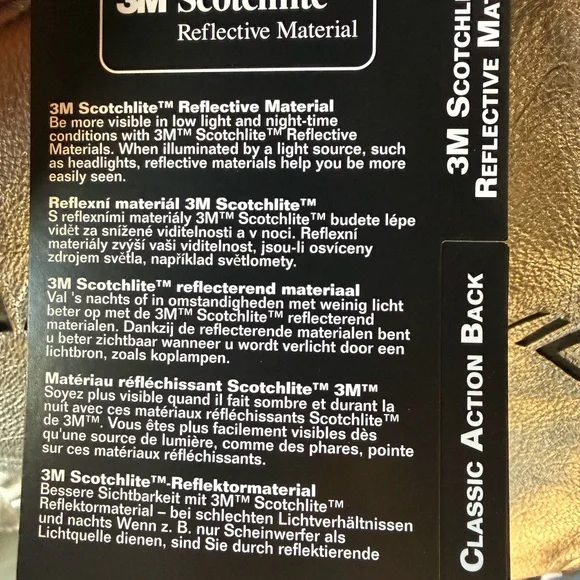 3M Scotchlite
Reflective Material
3M Scotchlite™ Reflective Material
Be more visible in low light and night-time
conditions with 3M™ Scotchlite™ Reflective
Materials. When illuminated by a light source, such
as headlights, reflective materials help you be more
easily seen.
Reflexní materiál 3M Scotchlite™
S reflexními materiály 3M™ Scotchlite™ budete lépe
vidět za snížené viditelnosti a v noci. Reflexní
materiály zvýší vaši viditelnost, jsou-li osvíceny
zdrojem světla, například světlomety.
3M Scotchlite™ reflecterend materiaal
Val 's nachts of in omstandigheden met weinig licht
beter op met de 3M™ Scotchlite™ reflecterend
materialen. Dankzij de reflecterende materialen bent
u beter zichtbaar wanneer u wordt verlicht door een
lichtbron, zoals koplampen.
Matériau réfléchissant Scotchlite™ 3M™
Soyez plus visible quand il fait sombre et durant la
nuit avec ces matériaux réfléchissants Scotchlite™
de 3M™. Vous êtes plus facilement visibles dès
qu'une source de lumière, comme des phares, pointe
sur ces matériaux réfléchissants.
3M Scotchlite™-Reflektormaterial
Bessere Sichtbarkeit mit 3M™ Scotchlite™
Reflektormaterial – bei schlechten Lichtverhältnissen
und nachts Wenn z. B. nur Scheinwerfer als
Lichtquelle dienen, sind Sie durch reflektierende
3M SCOTCHLI
REFLECTIVE MAT
CLASSIC ACTION BACK